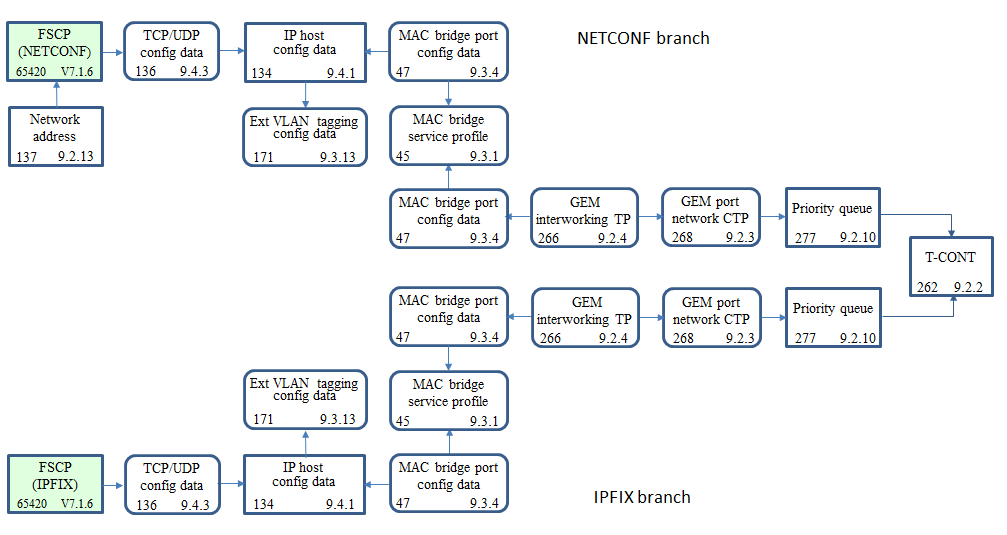 FSCP
(NETCONF)
65420 V7.1.6
TCP/UDP
config data
136 9.4.3
IP host
config data
134 9.4.1
MAC bridge port
config data
47 9.3.4
NETCONF branch
Network
address
137 9.2.13
Ext VLAN tagging
config data
171 9.3.13
MAC bridge
service profile
45 9.3.1
MAC bridge port
config data
47 9.3.4
GEM
interworking TP
266 9.2.4
GEM port
network CTP
268 9.2.3
Priority queue
277 9.2.10
T-CONT
262 9.2.2
MAC bridge port
config data
47 9.3.4
GEM
interworking TP
266 9.2.4
GEM port
network CTP
268 9.2.3
Priority queue
277 9.2.10
Ext VLAN tagging
config data
171 9.3.13
MAC bridge
service profile
45 9.3.1
FSCP
(IPFIX)
65420 V7.1.6
TCP/UDP
config data
136 9.4.3
IP host
config data
134 9.4.1
MAC bridge port
config data
47 9.3.4
IPFIX branch